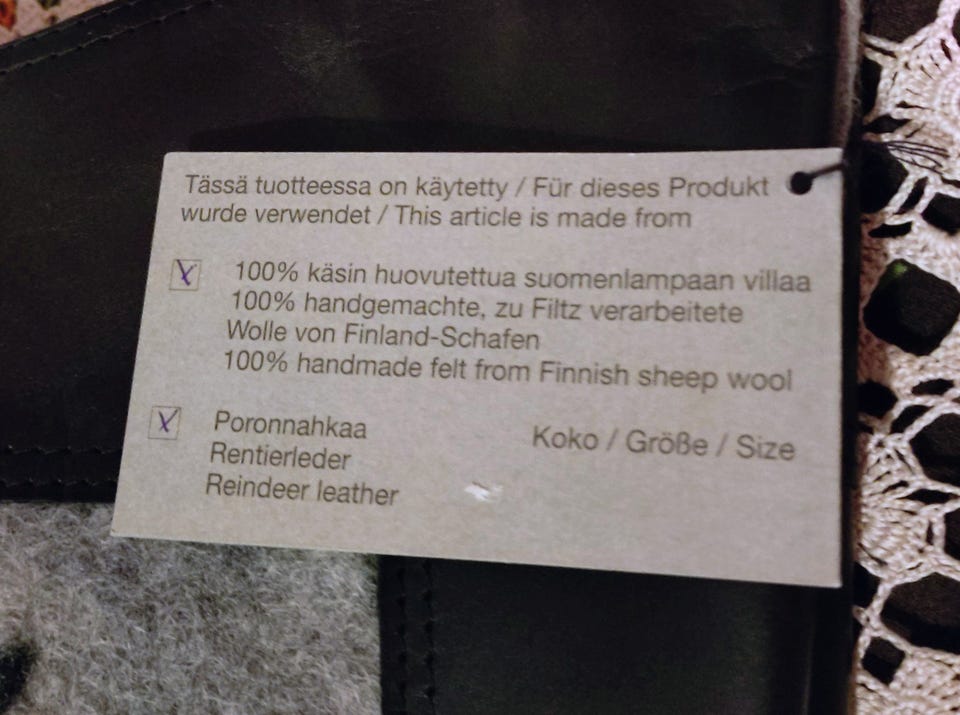 Tässä tuotteessa on käytetty / Für dieses Produkt
wurde verwendet / This article is made from
X 100% käsin huovutettua suomenlampaan villaa
100% handgemachte, zu Filtz verarbeitete
Wolle von Finland-Schafen
100% handmade felt from Finnish sheep wool
X Poronnahkaa
Rentierleder
Reindeer leather
Koko / Größe / Size